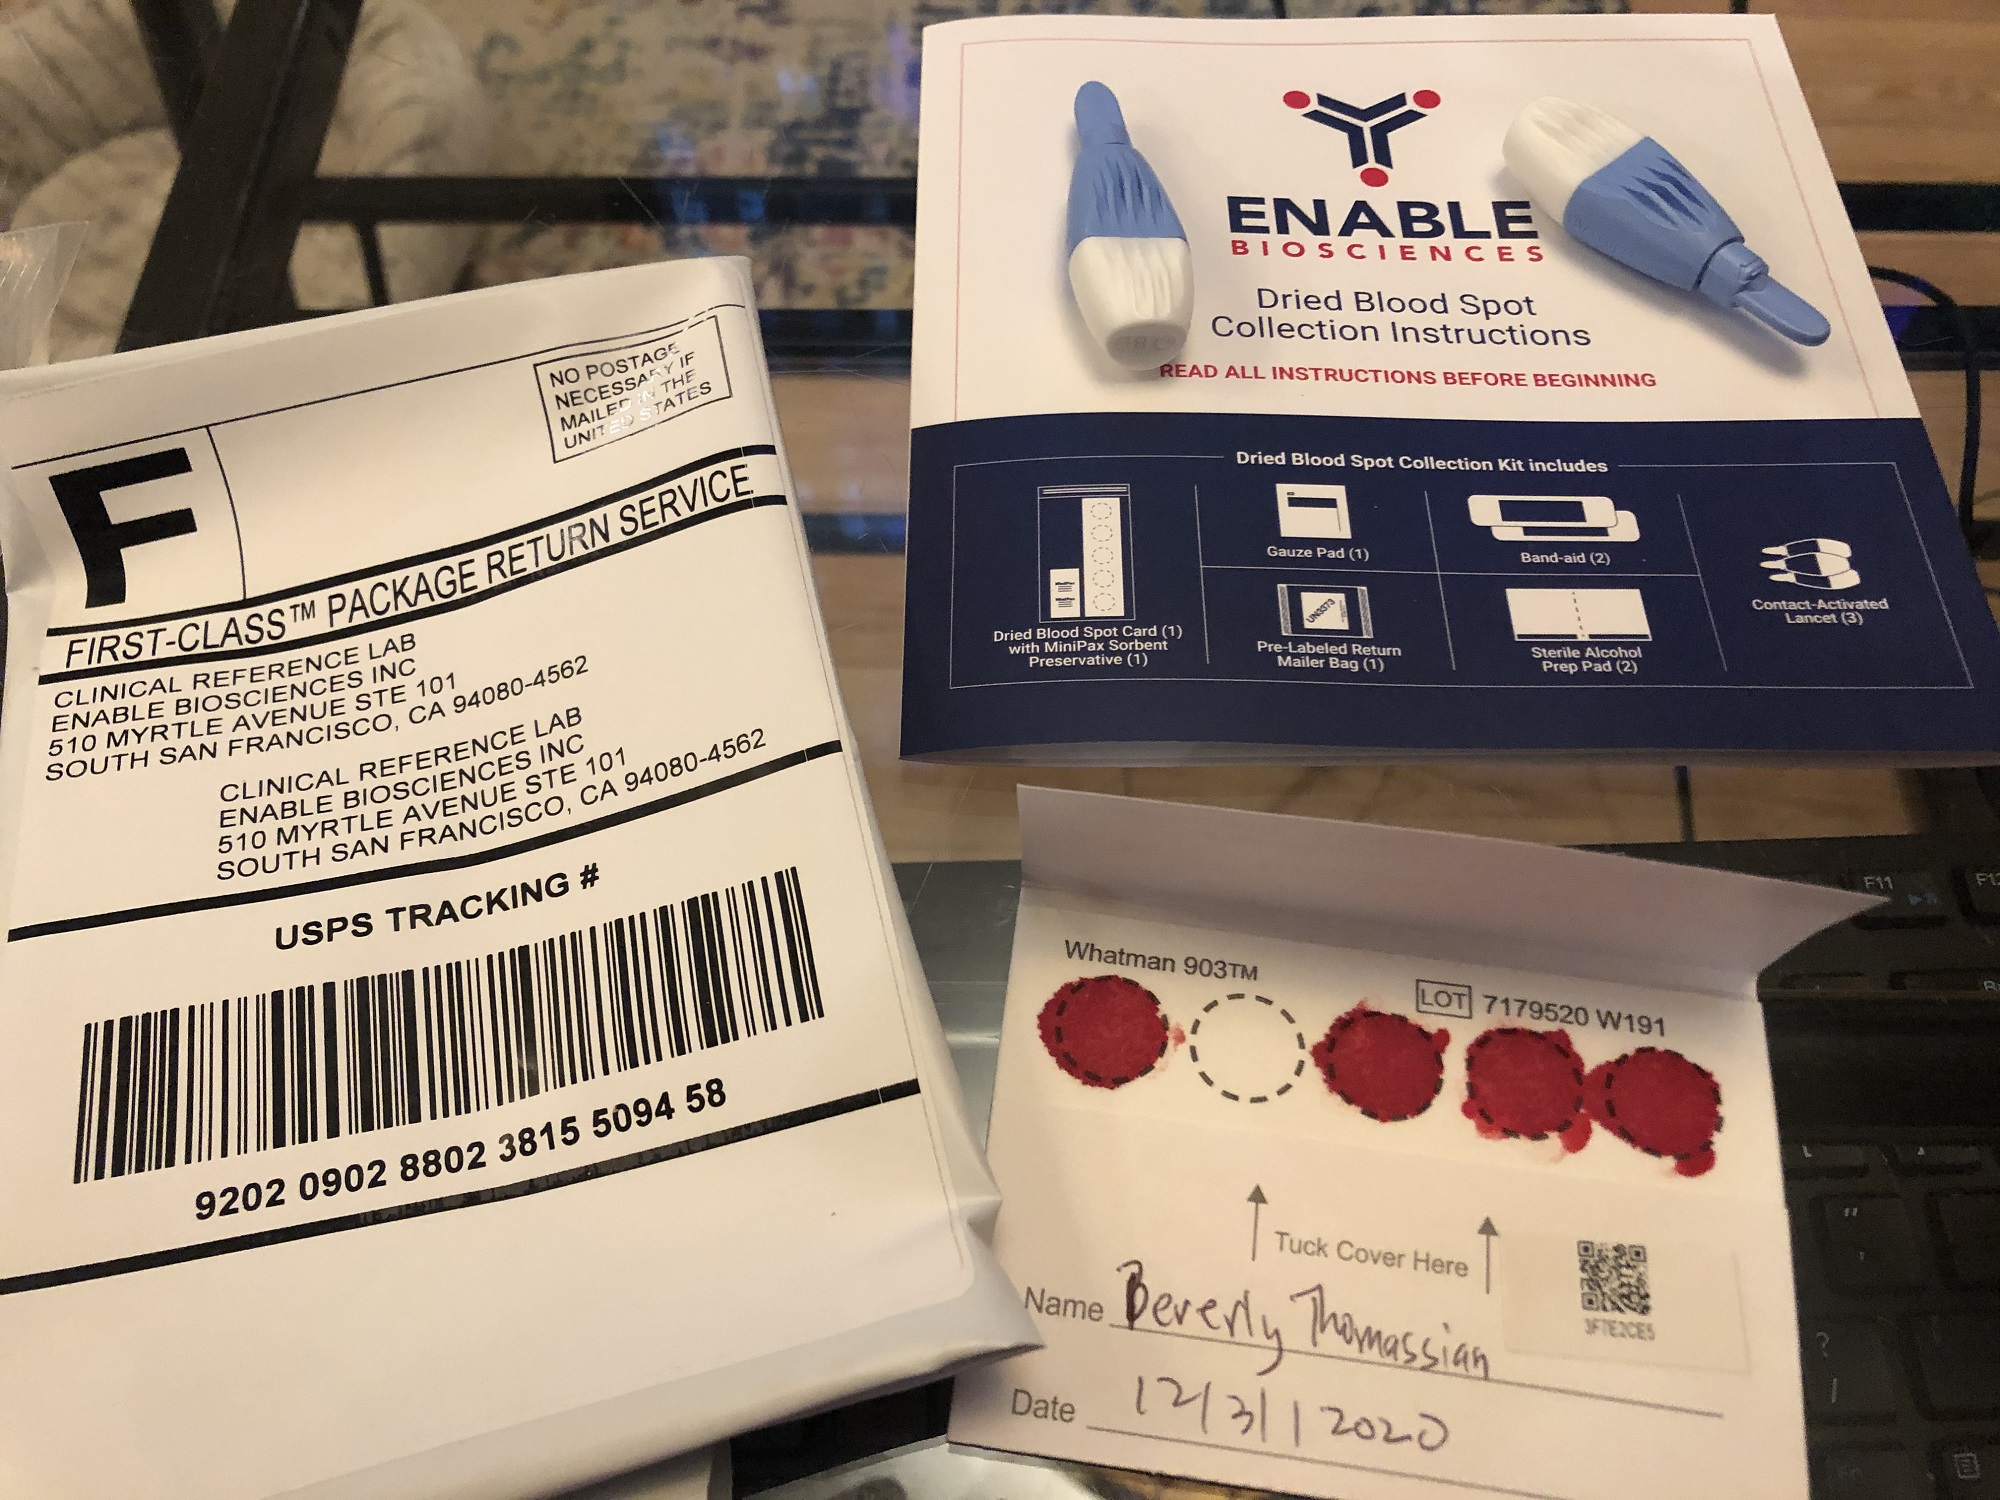 NO POSTAGE
NECESSARY IF
MAILED IN THE
UNITED STATES
F
FIRST-CLASS™ PACKAGE RETURN SERVICE
CLINICAL REFERENCE LAB
ENABLE BIOSCIENCES INC
510 MYRTLE AVENUE STE 101
SOUTH SAN FRANCISCO, CA 94080-4562
CLINICAL REFERENCE LAB
ENABLE BIOSCIENCES INC
510 MYRTLE AVENUE STE 101
SOUTH SAN FRANCISCO, CA 94080-4562
USPS TRACKING #
9202 0902 8802 3815 5094 58
ENABLE
BIOSCIENCES
Dried Blood Spot
Collection Instructions
READ ALL INSTRUCTIONS BEFORE BEGINNING
Dried Blood Spot Collection Kit includes
MiniPax
MiniPax
Dried Blood Spot Card (1)
with MiniPax Sorbent
Preservative (1)
Gauze Pad (1)
UN3373
Pre-Labeled Return
Mailer Bag (1)
Band-aid (2)
Sterile Alcohol
Prep Pad (2)
Contact-Activated
Lancet (3)
Whatman 903™
LOT 7179520 W191
Tuck Cover Here
3F7E2CE5
Name Beverly Thomassian
Date 12/3/2020
F11